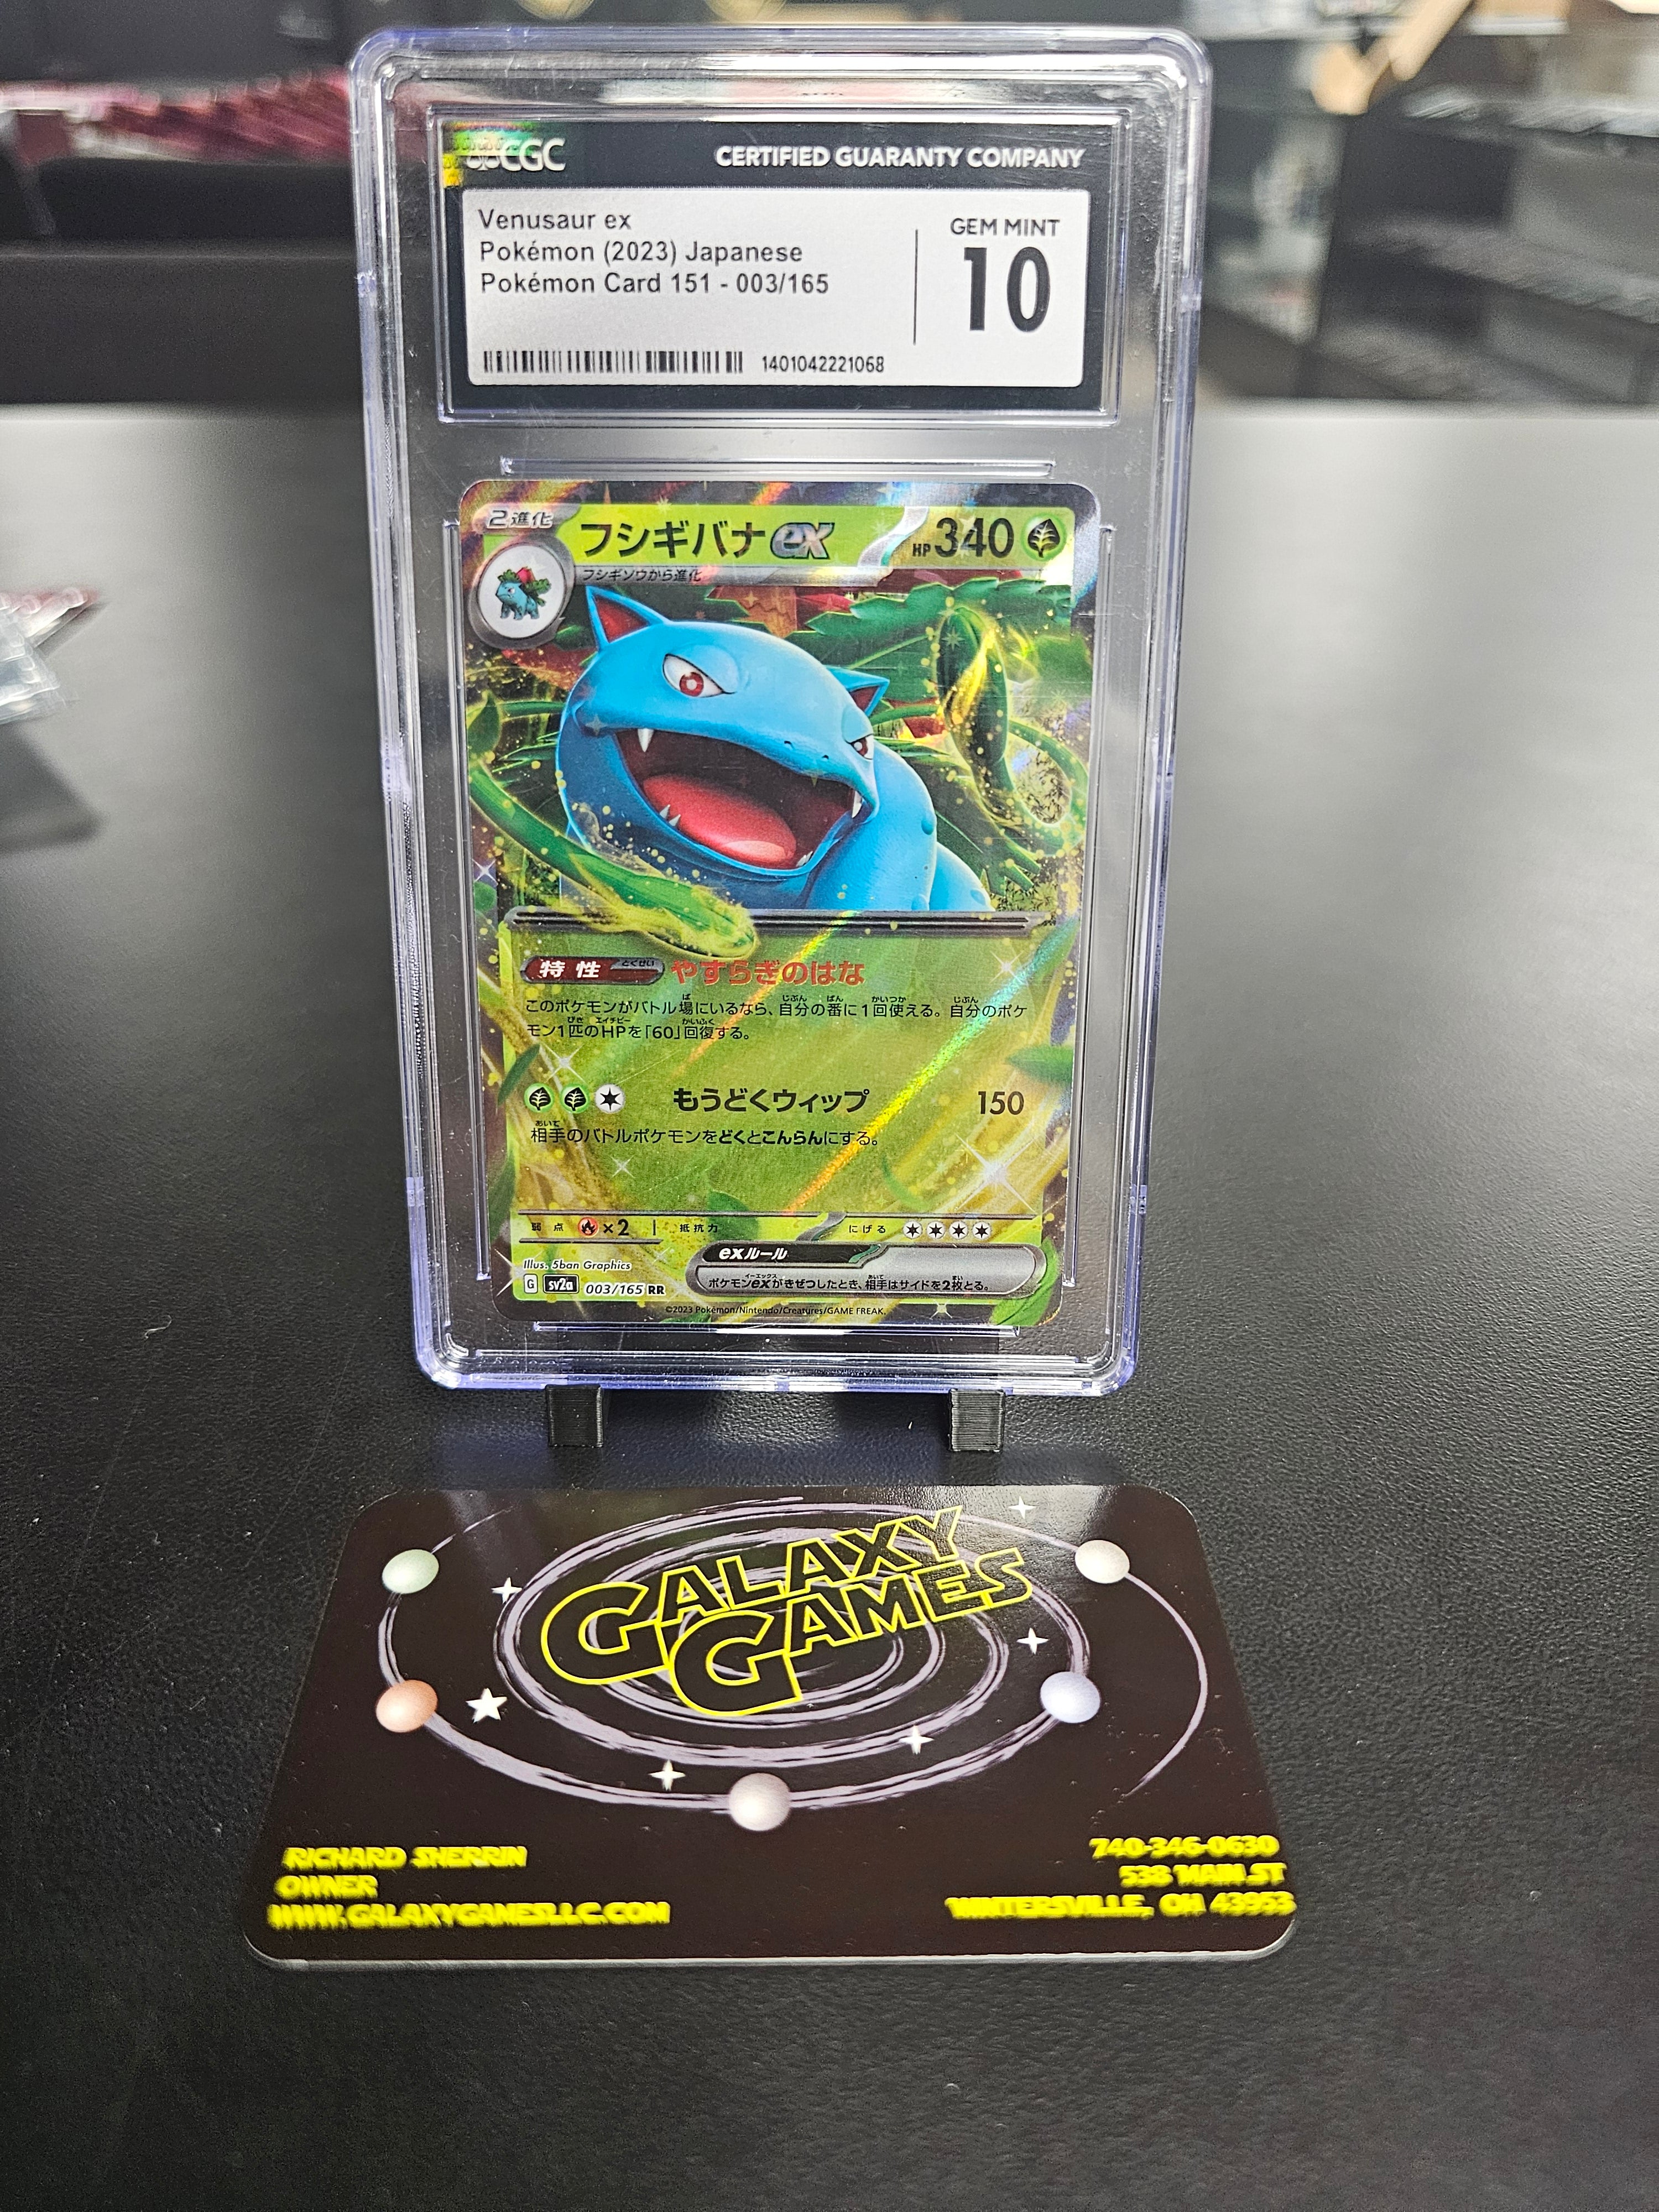 CGC
CERTIFIED GUARANTY COMPANY
Venusaur ex
Pokémon (2023) Japanese
Pokémon Card 151 - 003/165
GEM MINT
10
1401042221068
2進化
フシギバナex
HP 340
フシギソウから進化
特性 とくせい やすらぎのはな
このポケモンがバトル場にいるなら、自分の番に1回使える。自分のポケ
モン1匹のHPを「60」回復する。
もうどくウィップ 150
相手のバトルポケモンをどくとこんらんにする。
弱点 ×2 抵抗力 にげる
exルール
ポケモンexがきぜつしたとき、相手はサイドを2枚とる。
Illus. 5ban Graphics
G sv2a 003/165 RR
©2023 Pokémon/Nintendo/Creatures/GAME FREAK.
GALAXY
GAMES
RICHARD SHERRIN
OWNER
WWW.GALAXYGAMESLLC.COM
740-346-0630
538 MAIN ST
WINTERSVILLE, OH 43953